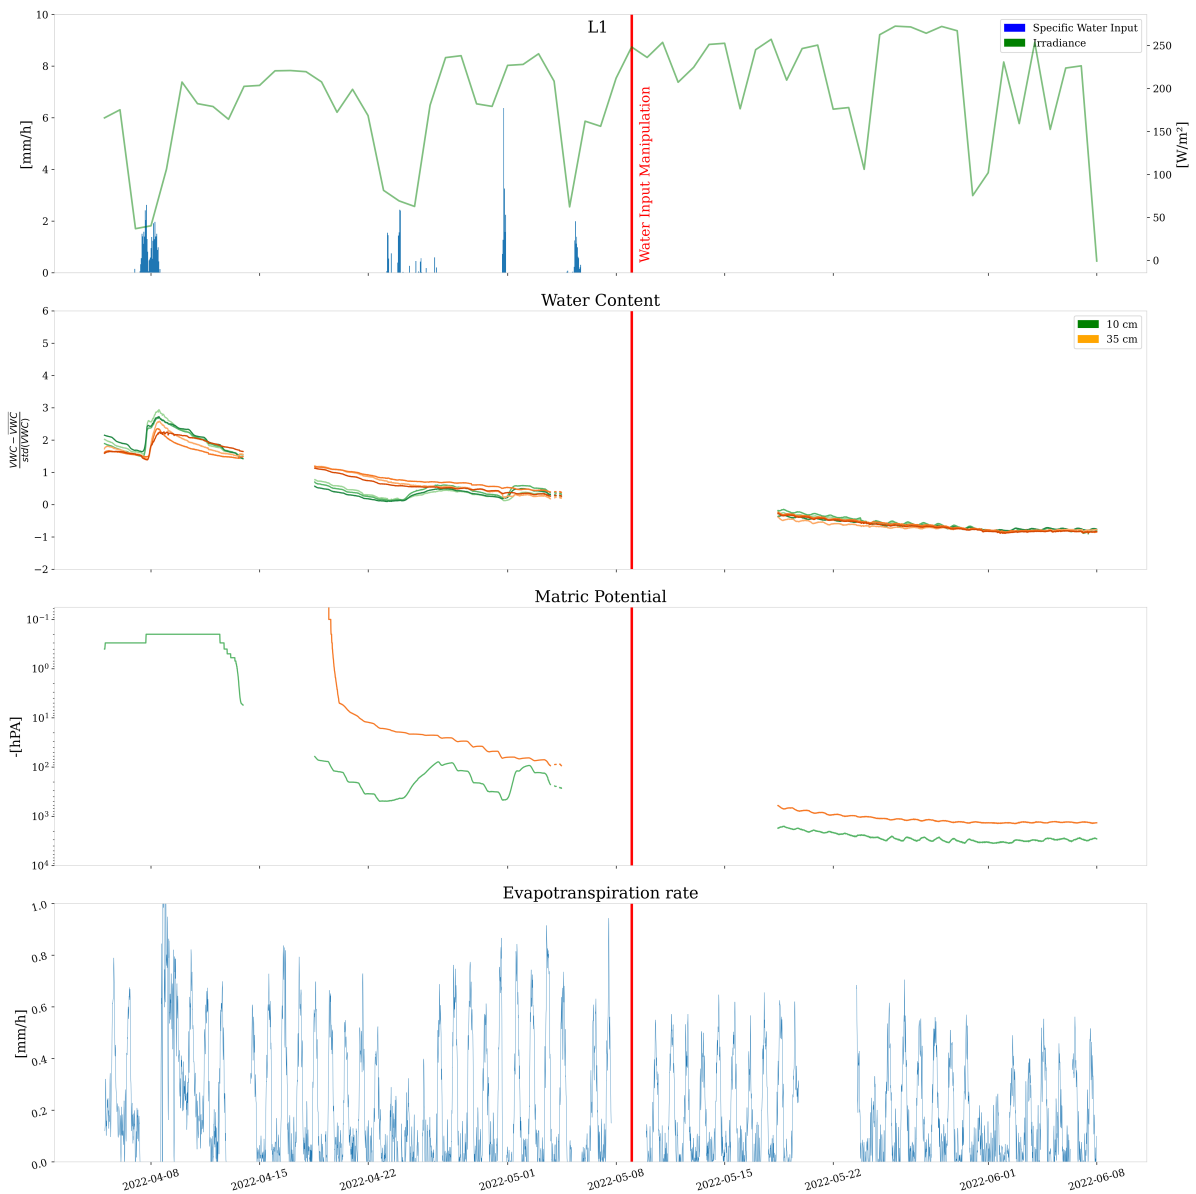 L1
10
8
6
4
2
0
[mm/h]
Specific Water Input
Irradiance
250
200
150
100
50
0
[W/m²]
Water Input Manipulation
Water Content
6
5
4
3
2
1
0
−1
−2
VWC − VWC
std(VWC)
10 cm
35 cm
Matric Potential
10⁻¹
10⁰
10¹
10²
10³
10⁴
-[hPA]
Evapotranspiration rate
1.0
0.8
0.6
0.4
0.2
0.0
[mm/h]
2022-04-08
2022-04-15
2022-04-22
2022-05-01
2022-05-08
2022-05-15
2022-05-22
2022-06-01
2022-06-08